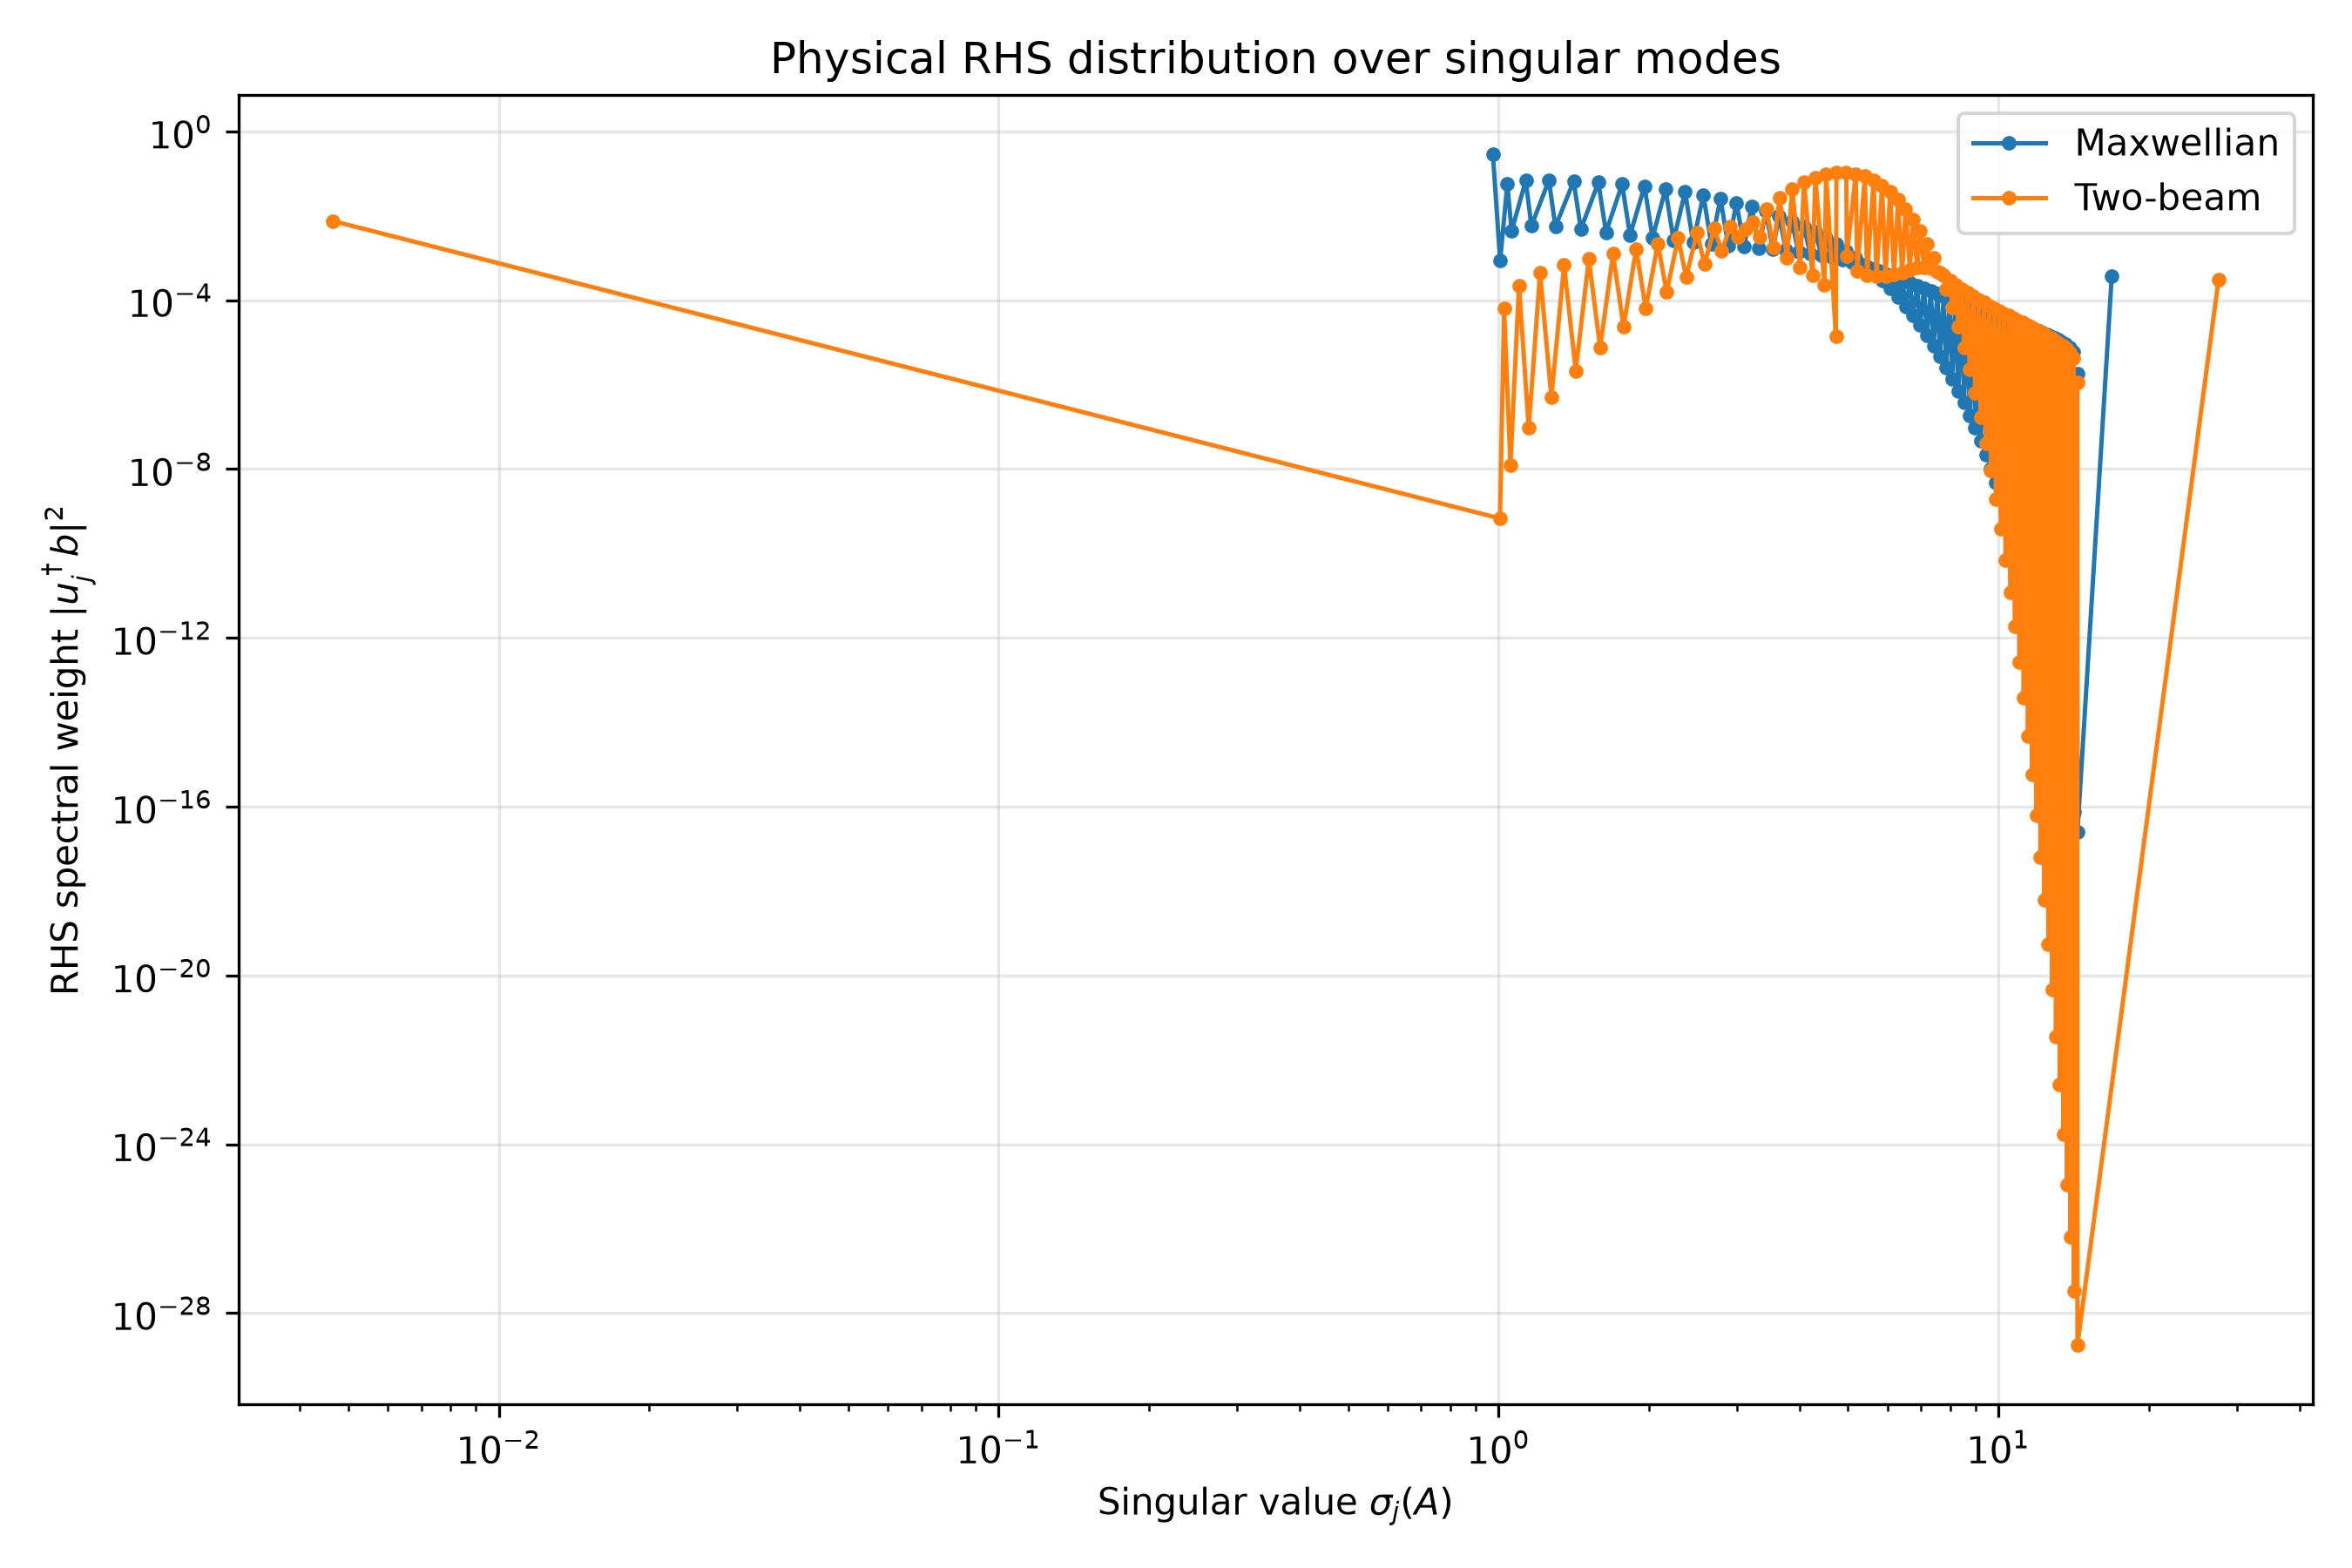 Physical RHS distribution over singular modes
Maxwellian
Two-beam
RHS spectral weight |u_j^† b|^2
10^0
10^−4
10^−8
10^−12
10^−16
10^−20
10^−24
10^−28
10^−2
10^−1
10^0
10^1
Singular value σ_j(A)